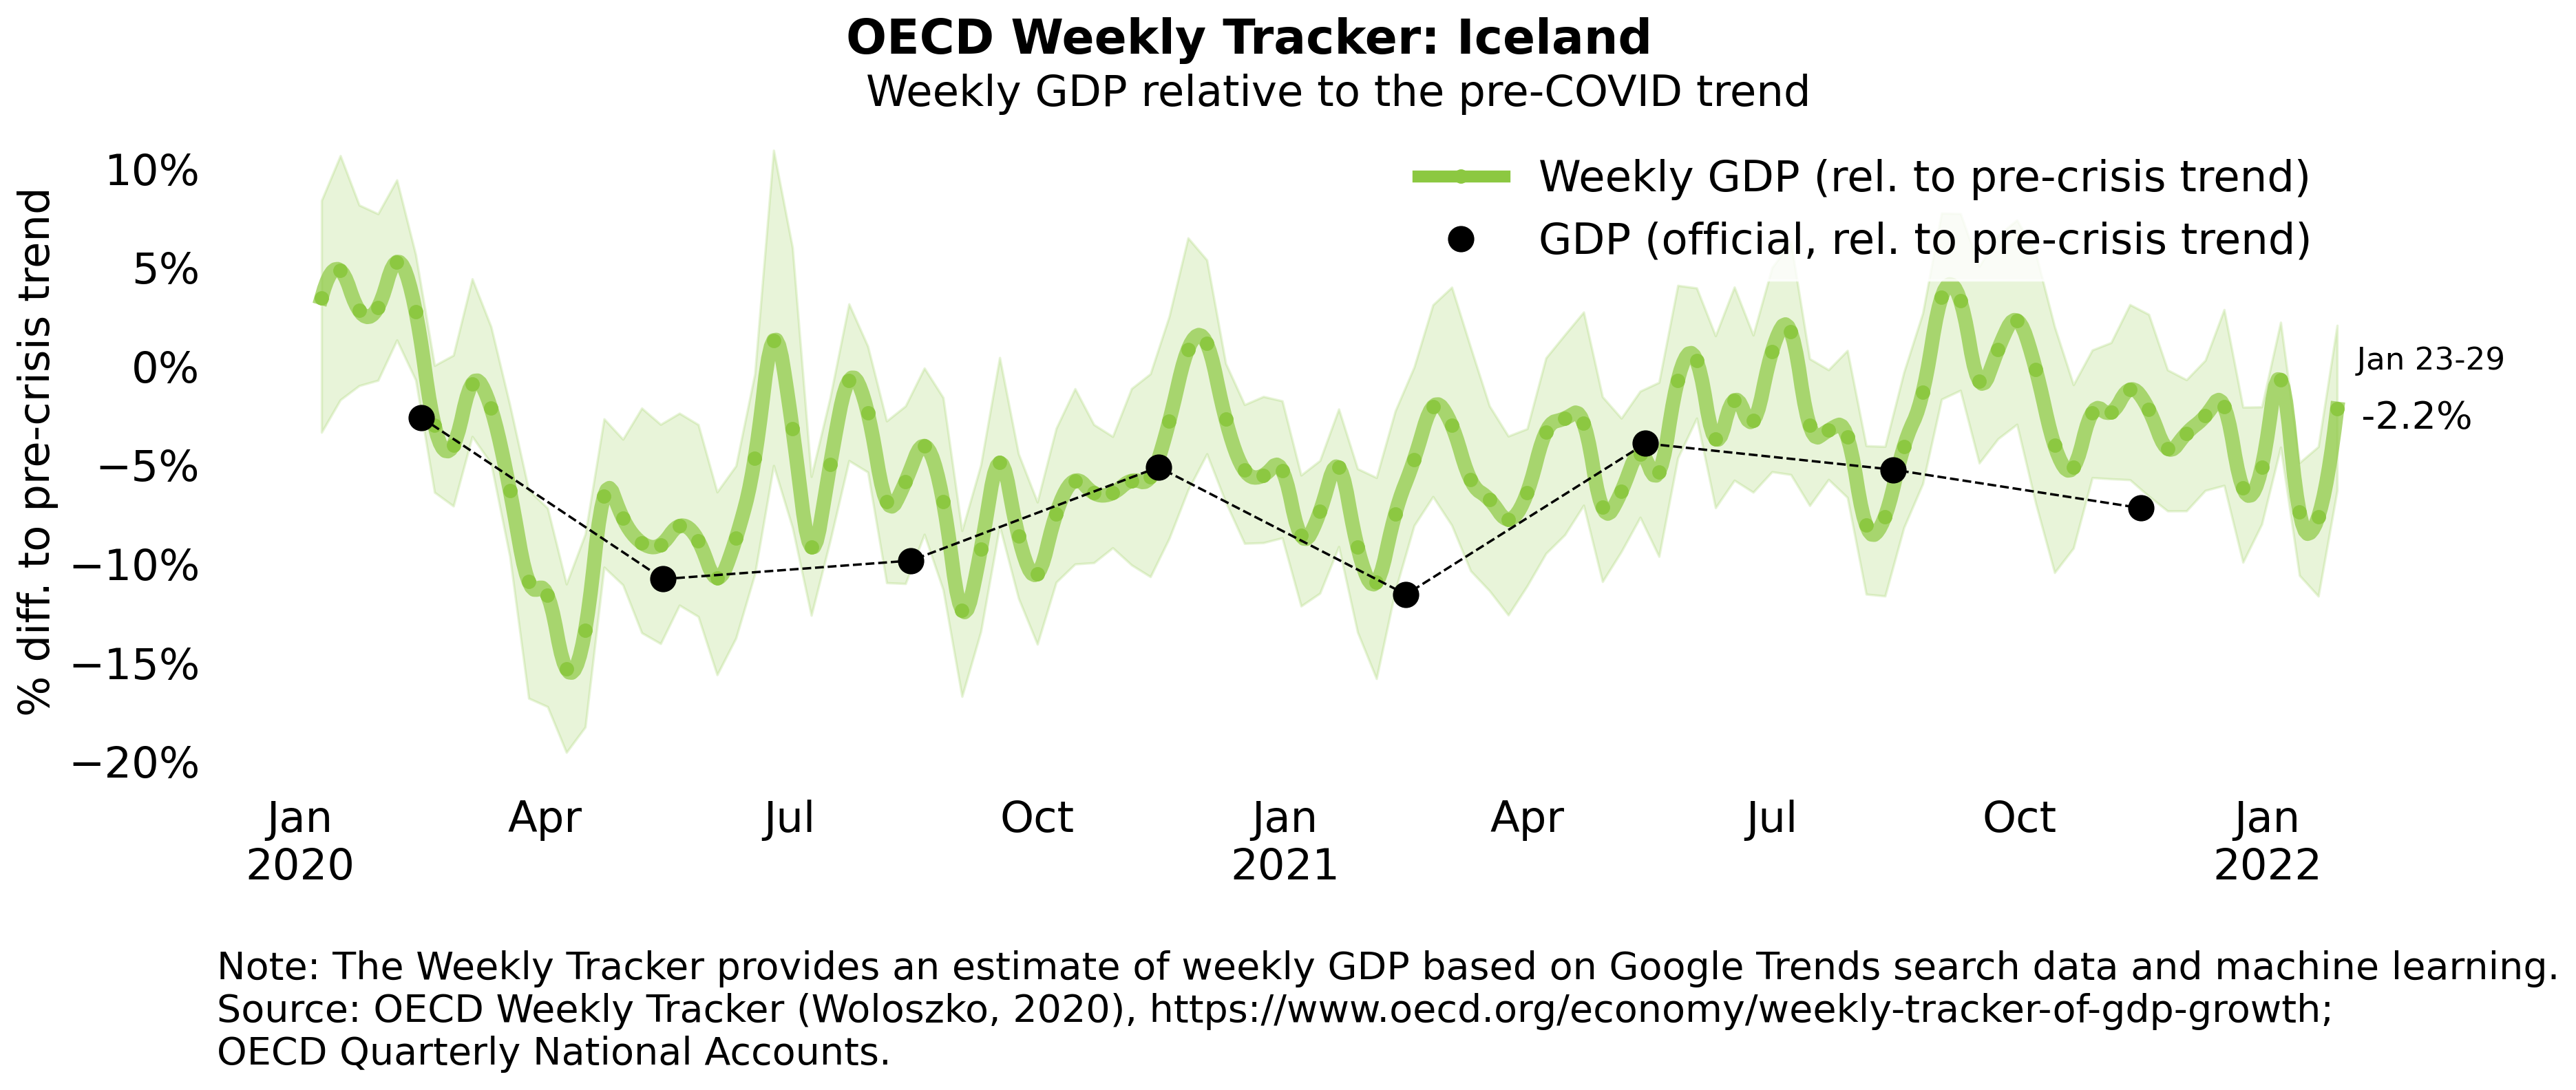 OECD Weekly Tracker: Iceland
Weekly GDP relative to the pre-COVID trend
% diff. to pre-crisis trend
10%
5%
0%
−5%
−10%
−15%
−20%
Weekly GDP (rel. to pre-crisis trend)
GDP (official, rel. to pre-crisis trend)
Jan 23-29
-2.2%
Jan
2020
Apr
Jul
Oct
Jan
2021
Apr
Jul
Oct
Jan
2022
Note: The Weekly Tracker provides an estimate of weekly GDP based on Google Trends search data and machine learning.
Source: OECD Weekly Tracker (Woloszko, 2020), https://www.oecd.org/economy/weekly-tracker-of-gdp-growth;
OECD Quarterly National Accounts.